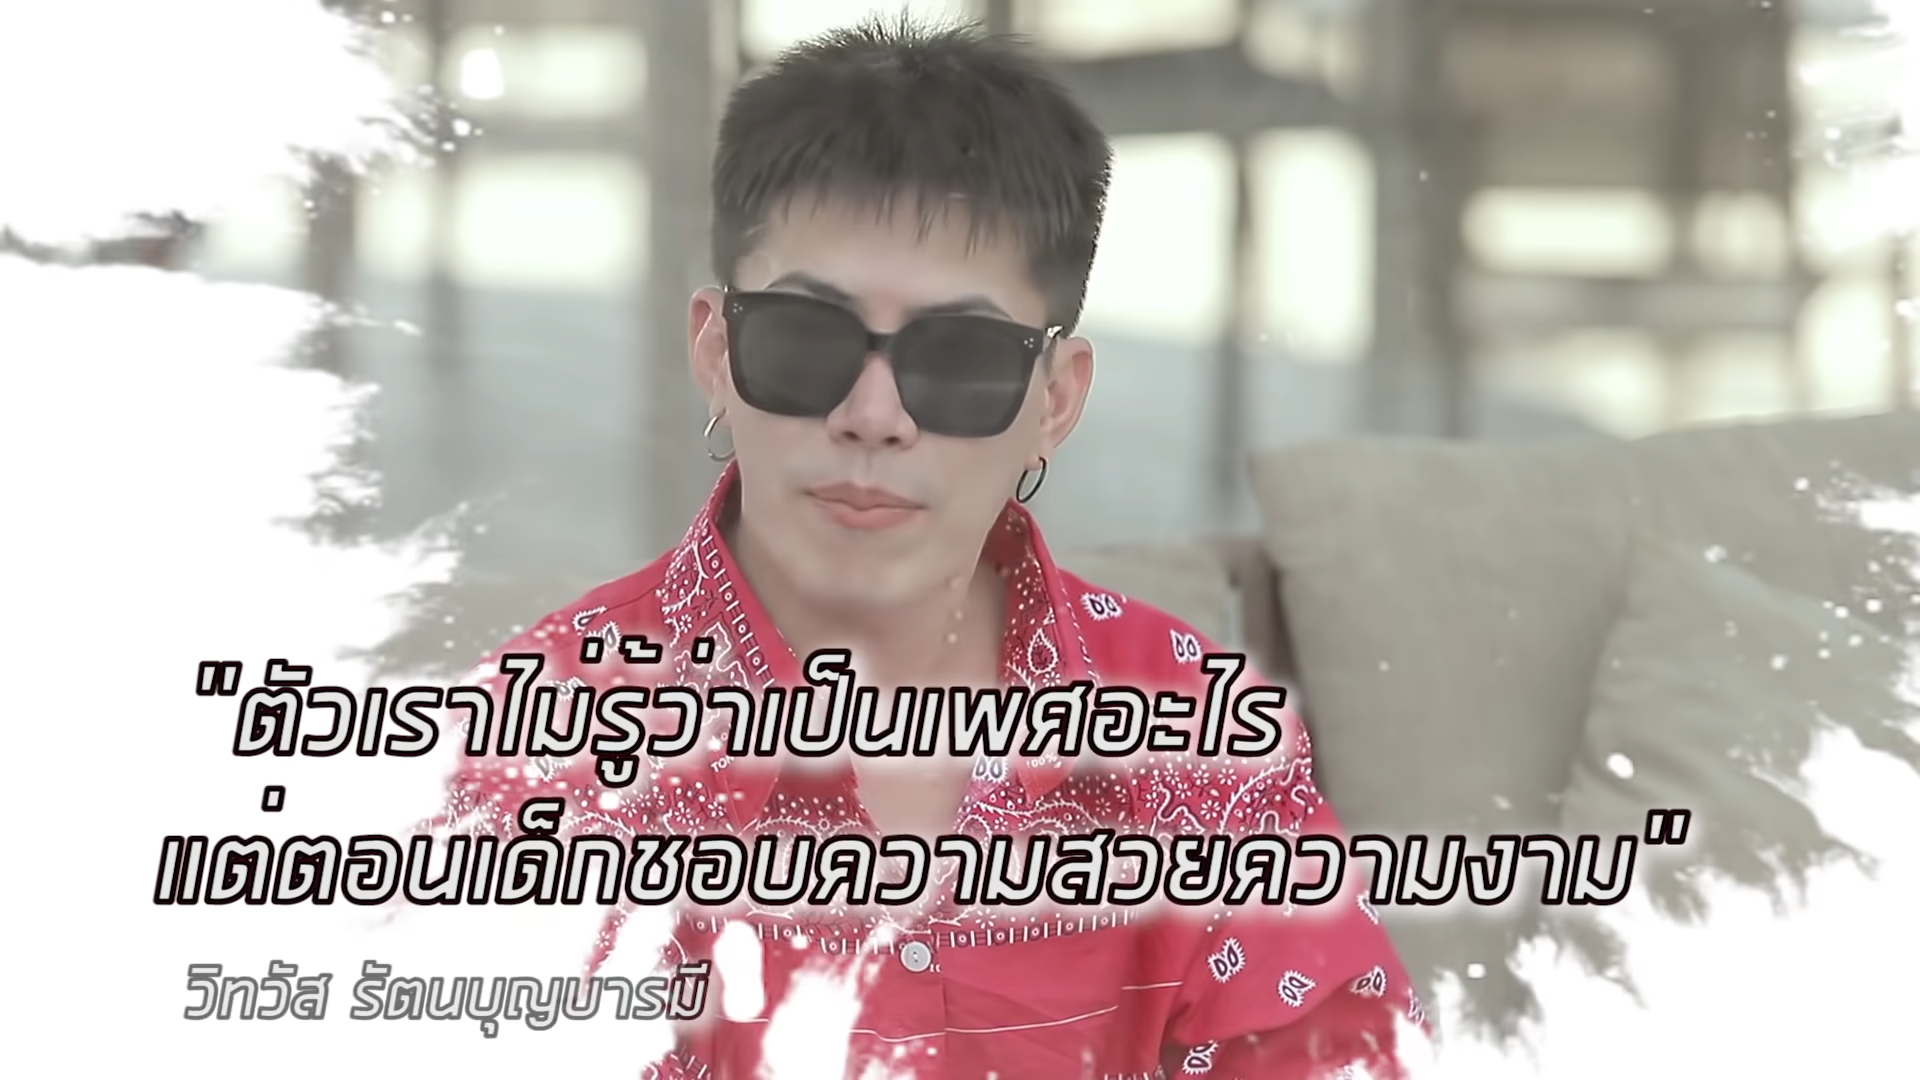 "ตัวเราไม่รู้ว่าเป็นเพศอะไร
แต่ตอนเด็กชอบความสวยความงาม"
วิทวัส รัตนบุญบารมี